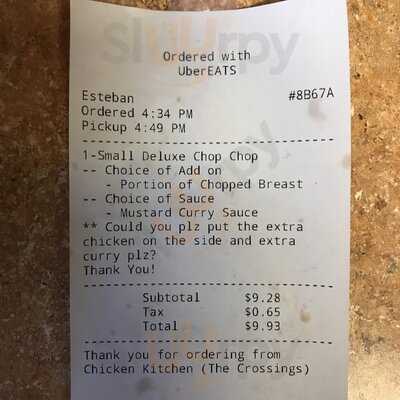 slurpy
Ordered with
UberEATS
Esteban #8B67A
Ordered 4:34 PM
Pickup 4:49 PM
1-Small Deluxe Chop Chop
-- Choice of Add on
- Portion of Chopped Breast
-- Choice of Sauce
- Mustard Curry Sauce
** Could you plz put the extra
chicken on the side and extra
curry plz?
Thank You!
Subtotal $9.28
Tax $0.65
Total $9.93
Thank you for ordering from
Chicken Kitchen (The Crossings)